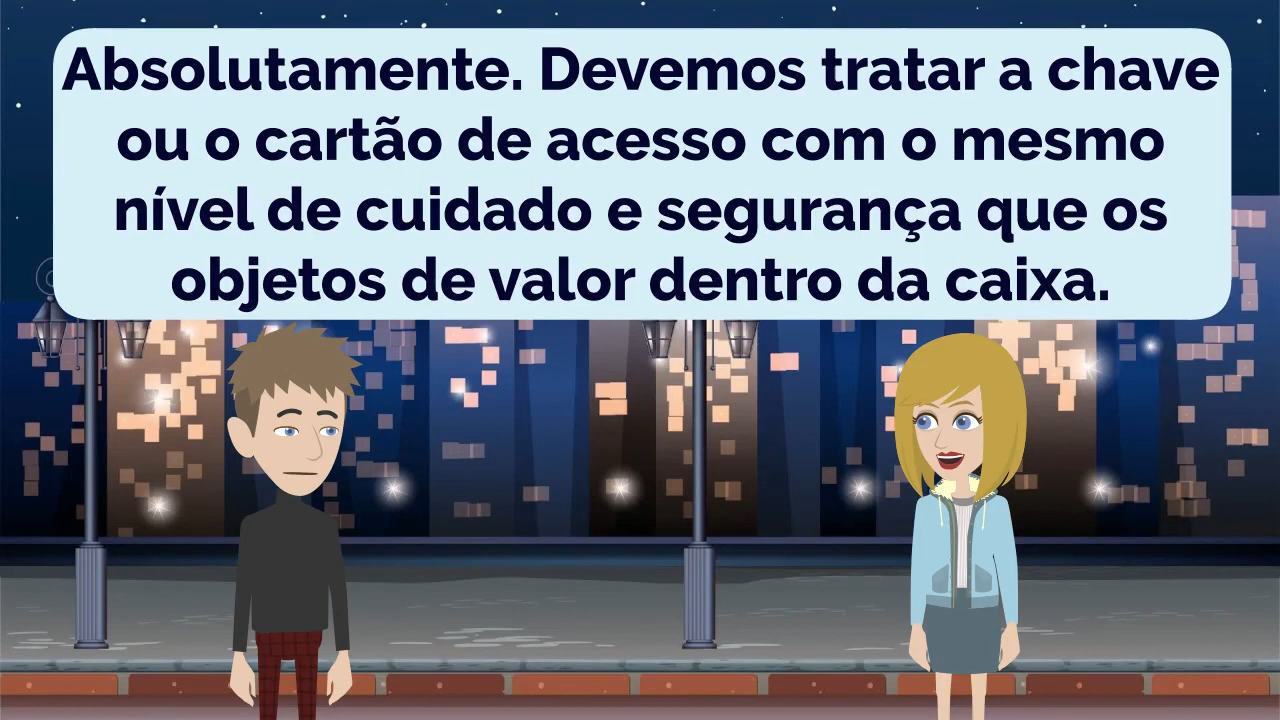 Absolutamente. Devemos tratar a chave
ou o cartão de acesso com o mesmo
nível de cuidado e segurança que os
objetos de valor dentro da caixa.